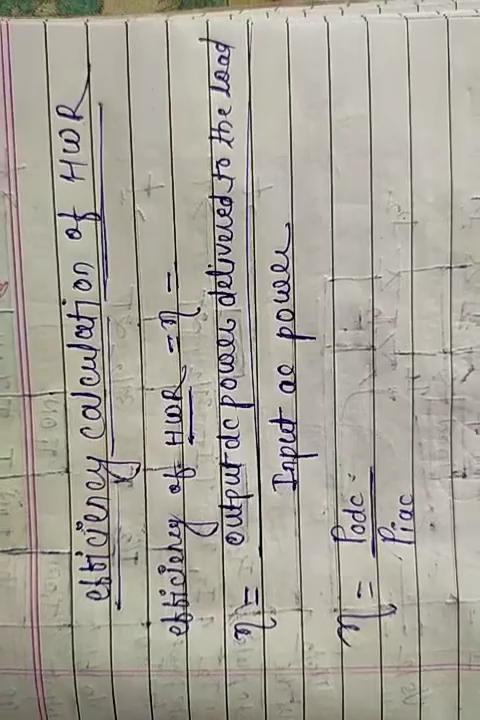 efficiency calculation of HWR
efficiency of HWR - η -
η = output dc power delivered to the load
Input ac power
η = Podc
Piac